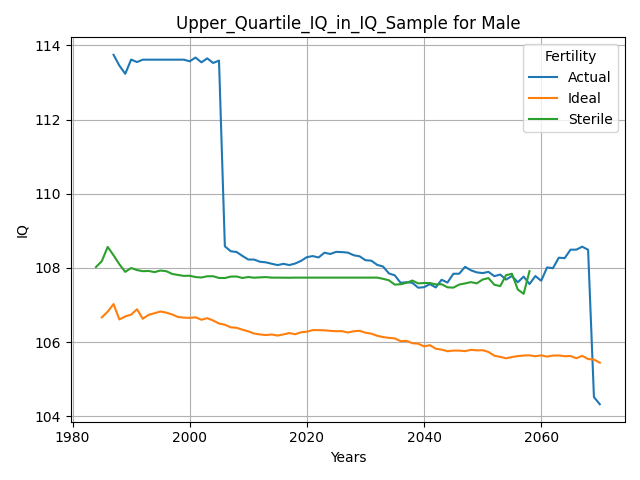 Upper_Quartile_IQ_in_IQ_Sample for Male
114
112
110
108
106
104
IQ
Fertility
Actual
Ideal
Sterile
1980
2000
2020
2040
2060
Years